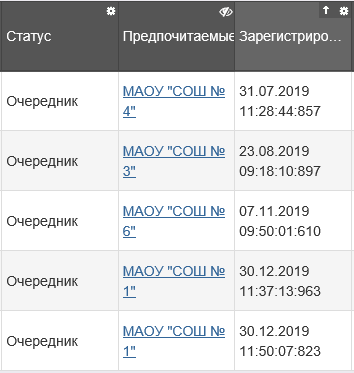 Статус Предпочитаемые Зарегистриро...
Очередник МАОУ "СОШ № 4" 31.07.2019 11:28:44:857
Очередник МАОУ "СОШ № 3" 23.08.2019 09:18:10:897
Очередник МАОУ "СОШ № 6" 07.11.2019 09:50:01:610
Очередник МАОУ "СОШ № 1" 30.12.2019 11:37:13:963
Очередник МАОУ "СОШ № 1" 30.12.2019 11:50:07:823